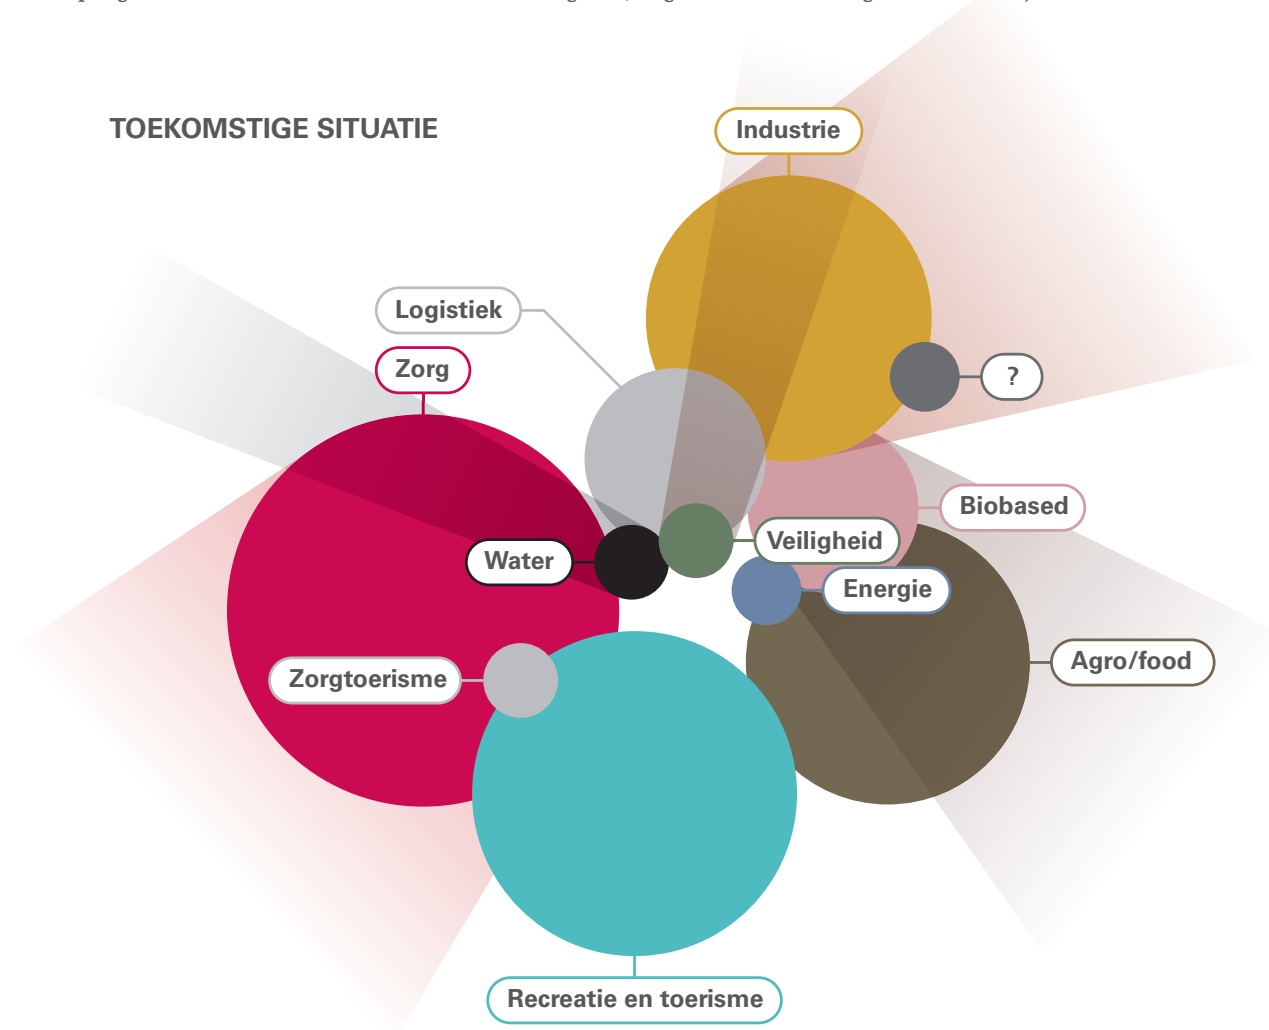 TOEKOMSTIGE SITUATIE
Industrie
Logistiek
Zorg
?
Biobased
Veiligheid
Water
Energie
Agro/food
Zorgtoerisme
Recreatie en toerisme